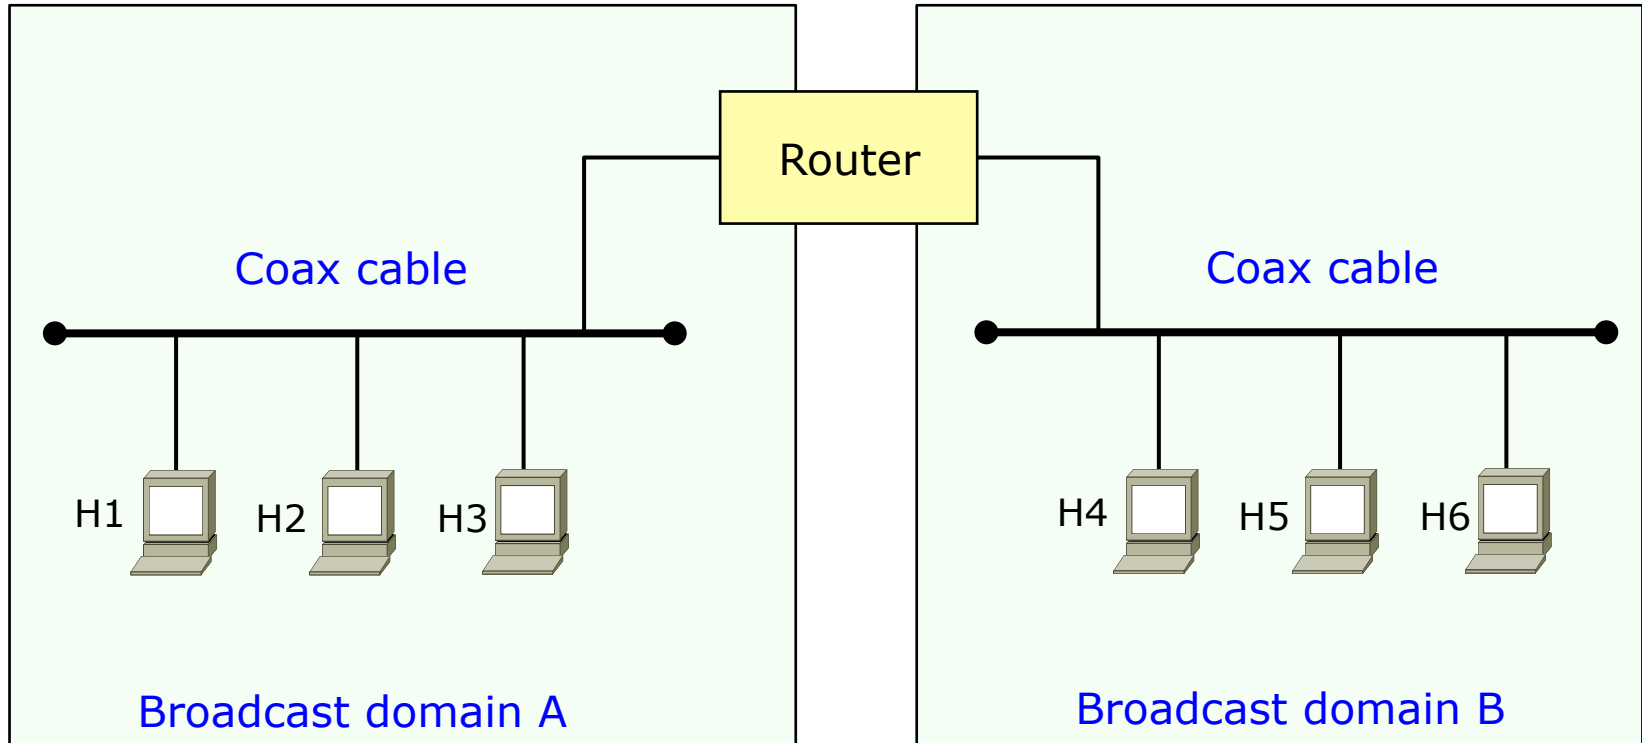 Router
Coax cable
Coax cable
H1
H2
H3
H4
H5
H6
Broadcast domain A
Broadcast domain B